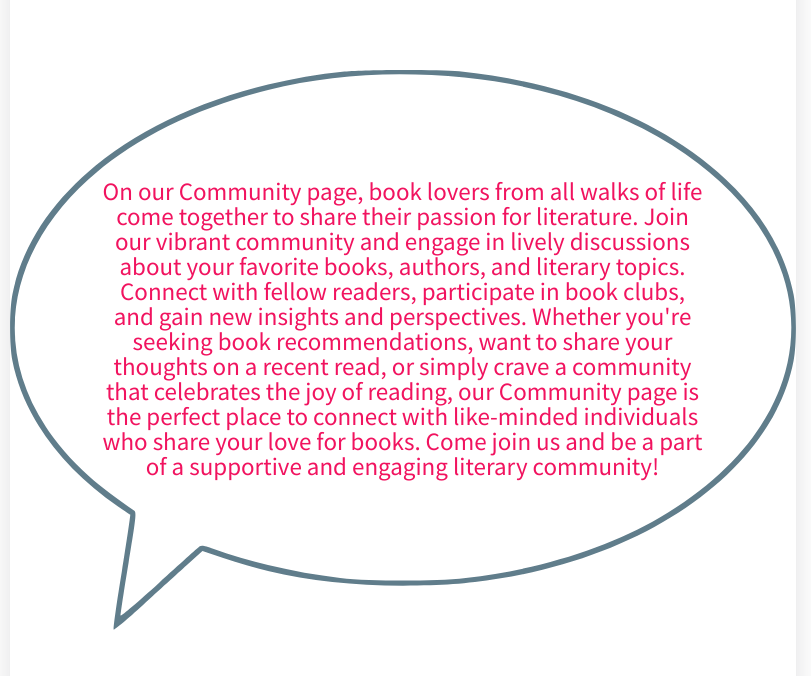 On our Community page, book lovers from all walks of life
come together to share their passion for literature. Join
our vibrant community and engage in lively discussions
about your favorite books, authors, and literary topics.
Connect with fellow readers, participate in book clubs,
and gain new insights and perspectives. Whether you're
seeking book recommendations, want to share your
thoughts on a recent read, or simply crave a community
that celebrates the joy of reading, our Community page is
the perfect place to connect with like-minded individuals
who share your love for books. Come join us and be a part
of a supportive and engaging literary community!